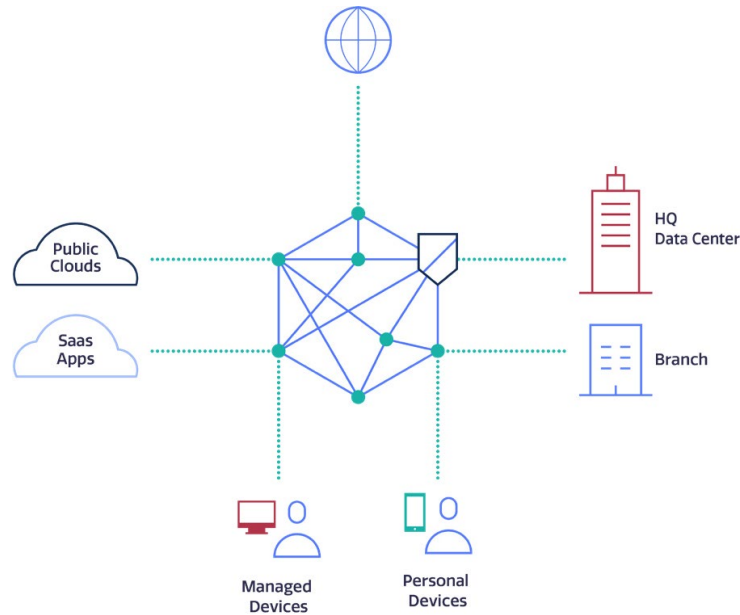 Public
Clouds
HQ
Data Center
Saas
Apps
Branch
Managed
Devices
Personal
Devices